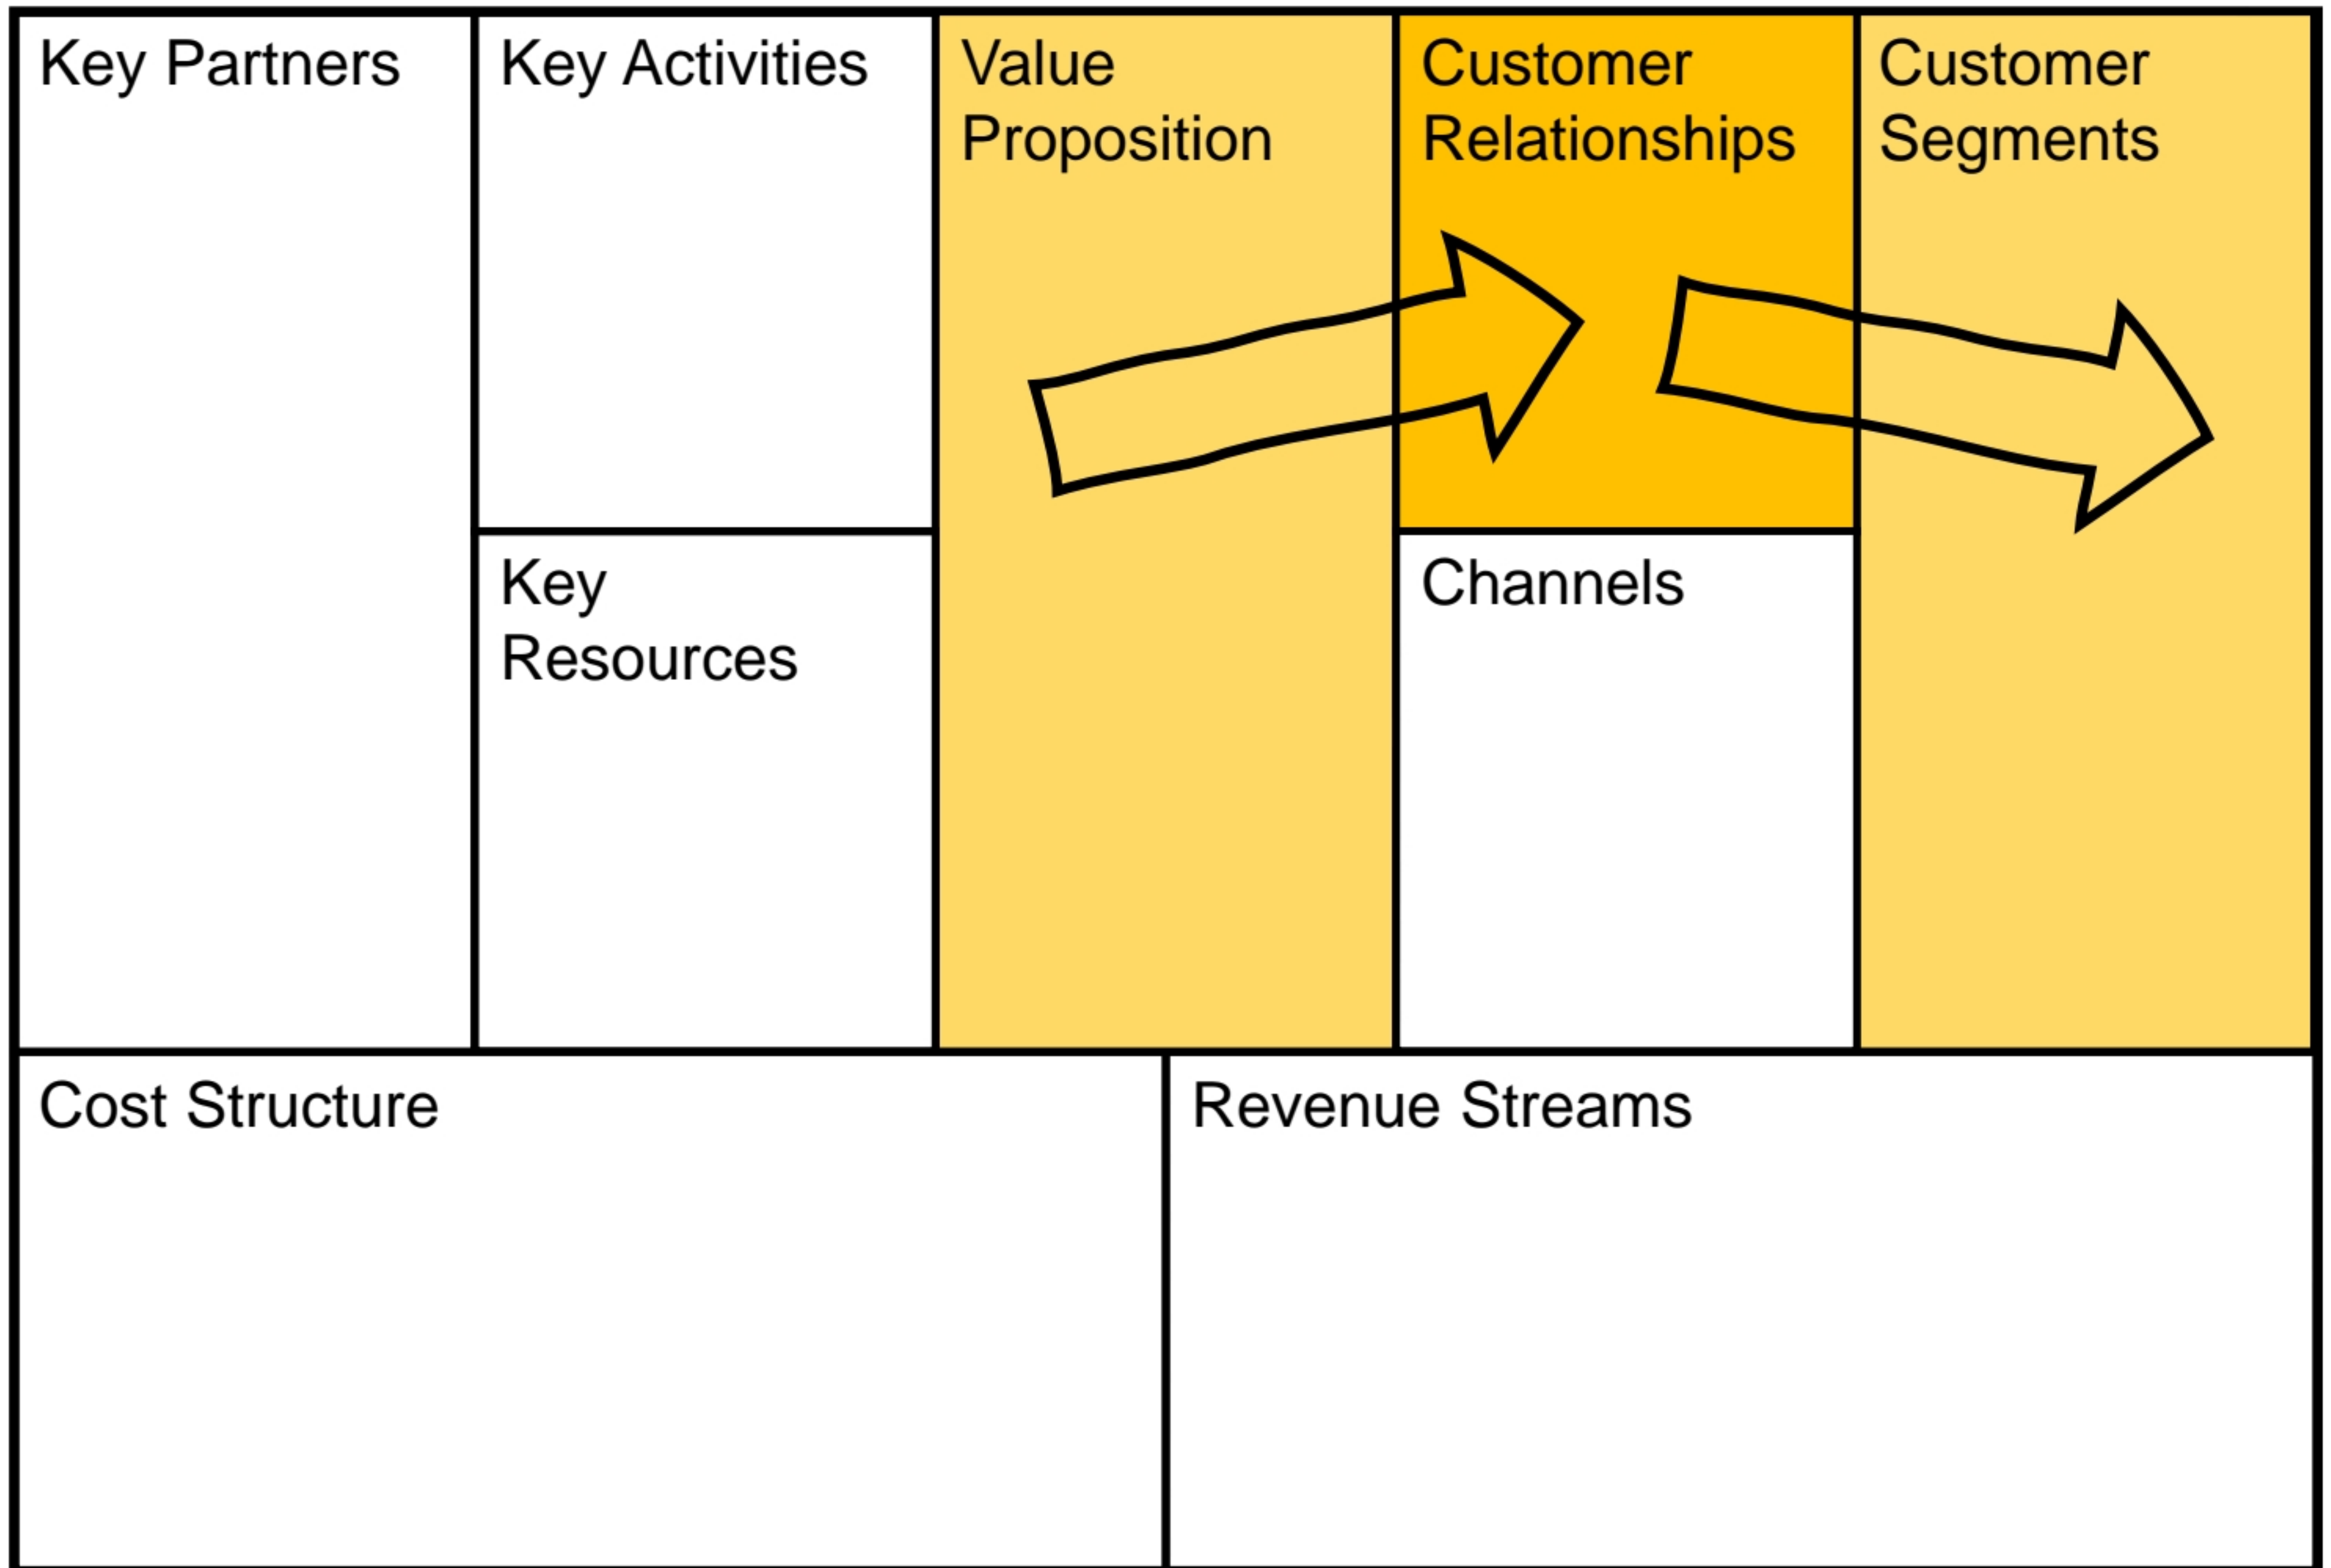 Key Partners
Key Activities
Value
Proposition
Customer
Relationships
Customer
Segments
Key
Resources
Channels
Cost Structure
Revenue Streams